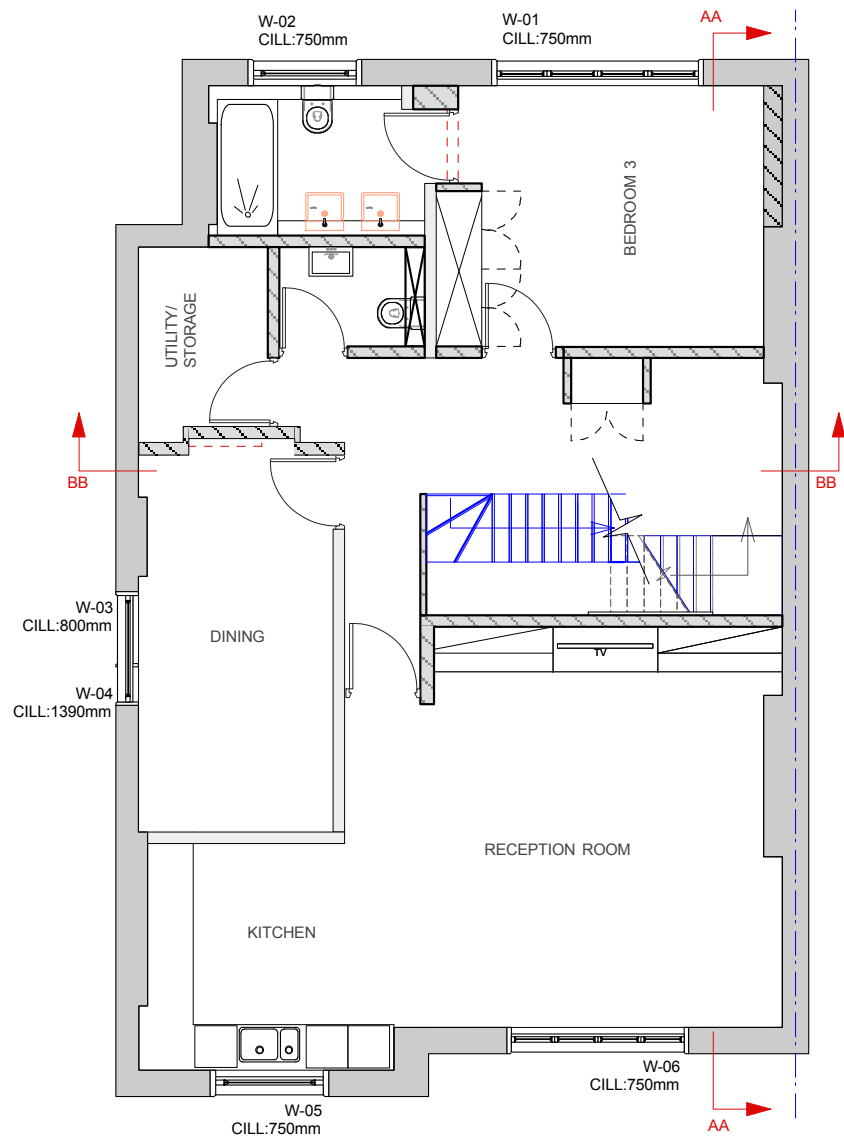 W-02
CILL:750mm
W-01
CILL:750mm
AA
BEDROOM 3
UTILITY/
STORAGE
BB
BB
W-03
CILL:800mm
DINING
TV
W-04
CILL:1390mm
RECEPTION ROOM
KITCHEN
W-06
CILL:750mm
W-05
CILL:750mm
AA